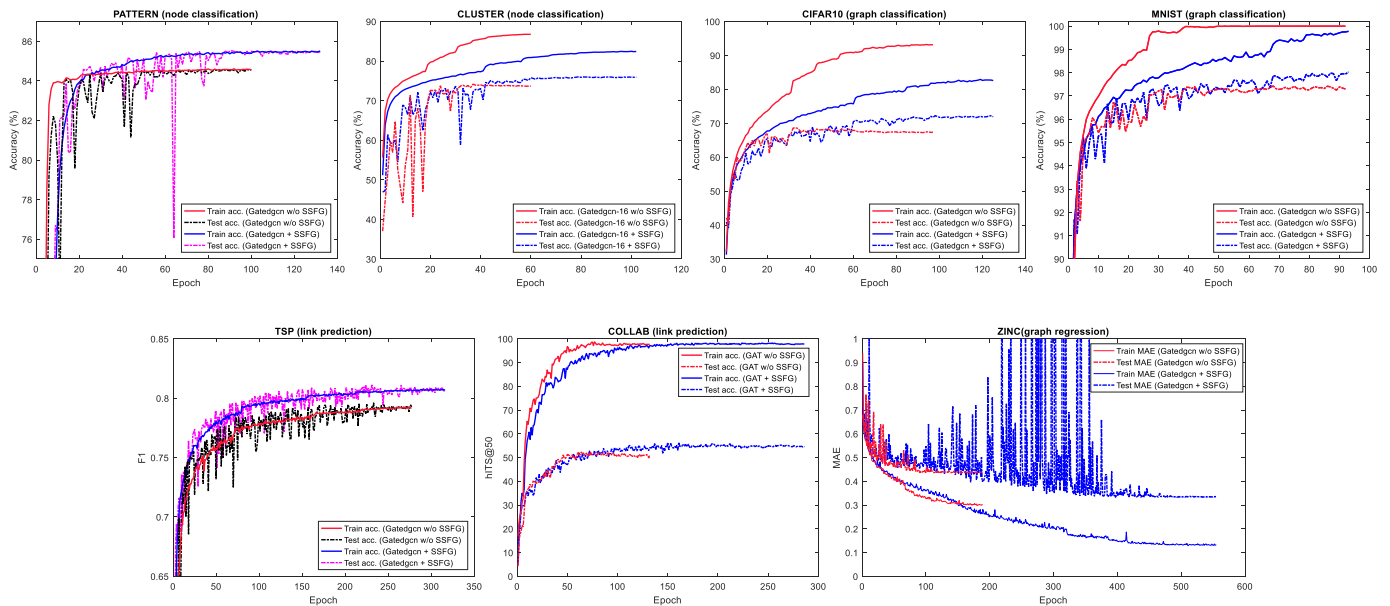 PATTERN (node classification)
86
84
82
80
78
76
Accuracy (%)
0 20 40 60 80 100 120 140
Epoch
Train acc. (Gatedgcn w/o SSFG)
Test acc. (Gatedgcn w/o SSFG)
Train acc. (Gatedgcn + SSFG)
Test acc. (Gatedgcn + SSFG)
CLUSTER (node classification)
90
80
70
60
50
40
30
Accuracy (%)
0 20 40 60 80 100 120
Epoch
Train acc. (Gatedgcn-16 w/o SSFG)
Test acc. (Gatedgcn-16 w/o SSFG)
Train acc. (Gatedgcn-16 + SSFG)
Test acc. (Gatedgcn-16 + SSFG)
CIFAR10 (graph classification)
100
90
80
70
60
50
40
30
Accuracy (%)
0 20 40 60 80 100 120 140
Epoch
Train acc. (Gatedgcn w/o SSFG)
Test acc. (Gatedgcn w/o SSFG)
Train acc. (Gatedgcn + SSFG)
Test acc. (Gatedgcn + SSFG)
MNIST (graph classification)
100
99
98
97
96
95
94
93
92
91
90
Accuracy (%)
0 10 20 30 40 50 60 70 80 90 100
Epoch
Train acc. (Gatedgcn w/o SSFG)
Test acc. (Gatedgcn w/o SSFG)
Train acc. (Gatedgcn + SSFG)
Test acc. (Gatedgcn + SSFG)
TSP (link prediction)
0.85
0.8
0.75
0.7
0.65
F1
0 50 100 150 200 250 300 350
Epoch
Train acc. (Gatedgcn w/o SSFG)
Test acc. (Gatedgcn w/o SSFG)
Train acc. (Gatedgcn + SSFG)
Test acc. (Gatedgcn + SSFG)
COLLAB (link prediction)
100
90
80
70
60
50
40
30
20
10
0
hITS@50
0 50 100 150 200 250 300
Epoch
Train acc. (GAT w/o SSFG)
Test acc. (GAT w/o SSFG)
Train acc. (GAT + SSFG)
Test acc. (GAT + SSFG)
ZINC(graph regression)
1
0.9
0.8
0.7
0.6
0.5
0.4
0.3
0.2
0.1
0
MAE
0 100 200 300 400 500 600
Epoch
Train MAE (Gatedgcn w/o SSFG)
Test MAE (Gatedgcn w/o SSFG)
Train MAE (Gatedgcn + SSFG)
Test MAE (Gatedgcn + SSFG)